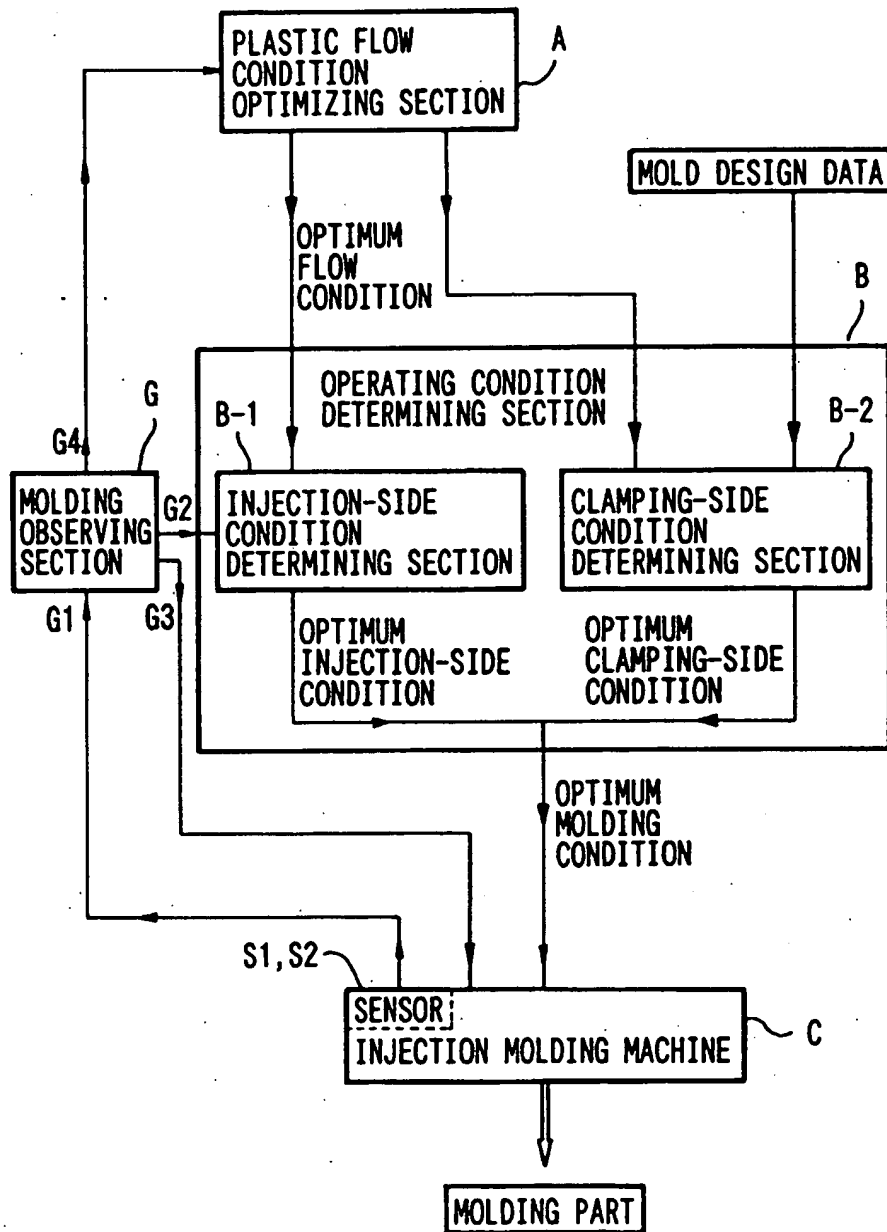 PLASTIC FLOW
CONDITION
OPTIMIZING SECTION
A
MOLD DESIGN DATA
OPTIMUM
FLOW
CONDITION
B
OPERATING CONDITION
DETERMINING SECTION
B-1
B-2
G
G4
MOLDING
OBSERVING
SECTION
G2
INJECTION-SIDE
CONDITION
DETERMINING SECTION
CLAMPING-SIDE
CONDITION
DETERMINING SECTION
G1
G3
OPTIMUM
INJECTION-SIDE
CONDITION
OPTIMUM
CLAMPING-SIDE
CONDITION
OPTIMUM
MOLDING
CONDITION
S1,S2
SENSOR
INJECTION MOLDING MACHINE
C
MOLDING PART